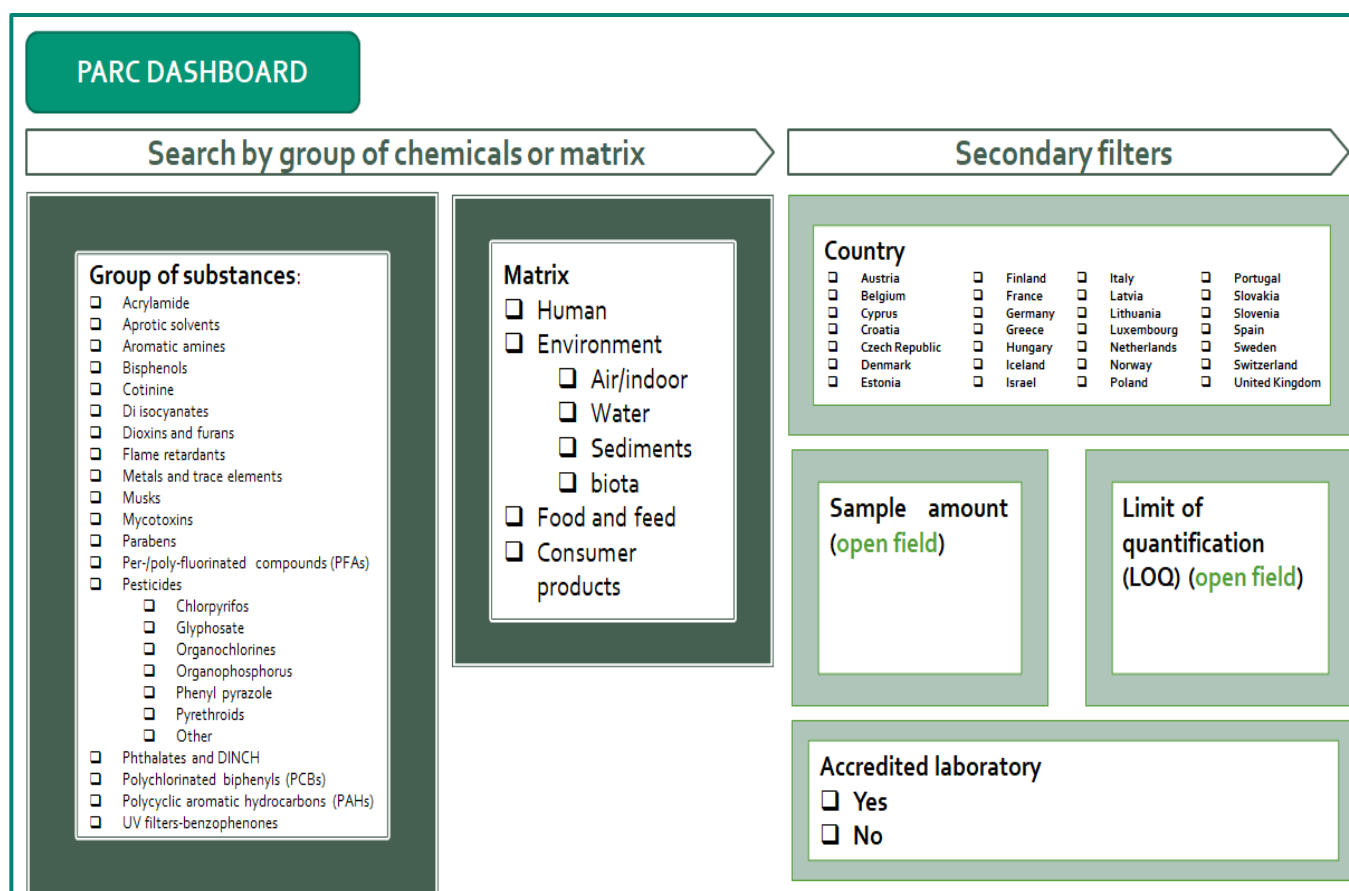 PARC DASHBOARD
Search by group of chemicals or matrix
Secondary filters
Group of substances:
Acrylamide
Aprotic solvents
Aromatic amines
Bisphenols
Cotinine
Di isocyanates
Dioxins and furans
Flame retardants
Metals and trace elements
Musks
Mycotoxins
Parabens
Per-/poly-fluorinated compounds (PFAs)
Pesticides
Chlorpyrifos
Glyphosate
Organochlorines
Organophosphorus
Phenyl pyrazole
Pyrethroids
Other
Phthalates and DINCH
Polychlorinated biphenyls (PCBs)
Polycyclic aromatic hydrocarbons (PAHs)
UV filters-benzophenones
Matrix
Human
Environment
Air/indoor
Water
Sediments
biota
Food and feed
Consumer
products
Country
Austria
Belgium
Cyprus
Croatia
Czech Republic
Denmark
Estonia
Finland
France
Germany
Greece
Hungary
Iceland
Israel
Italy
Latvia
Lithuania
Luxembourg
Netherlands
Norway
Poland
Portugal
Slovakia
Slovenia
Spain
Sweden
Switzerland
United Kingdom
Sample amount
(open field)
Limit of
quantification
(LOQ) (open field)
Accredited laboratory
Yes
No